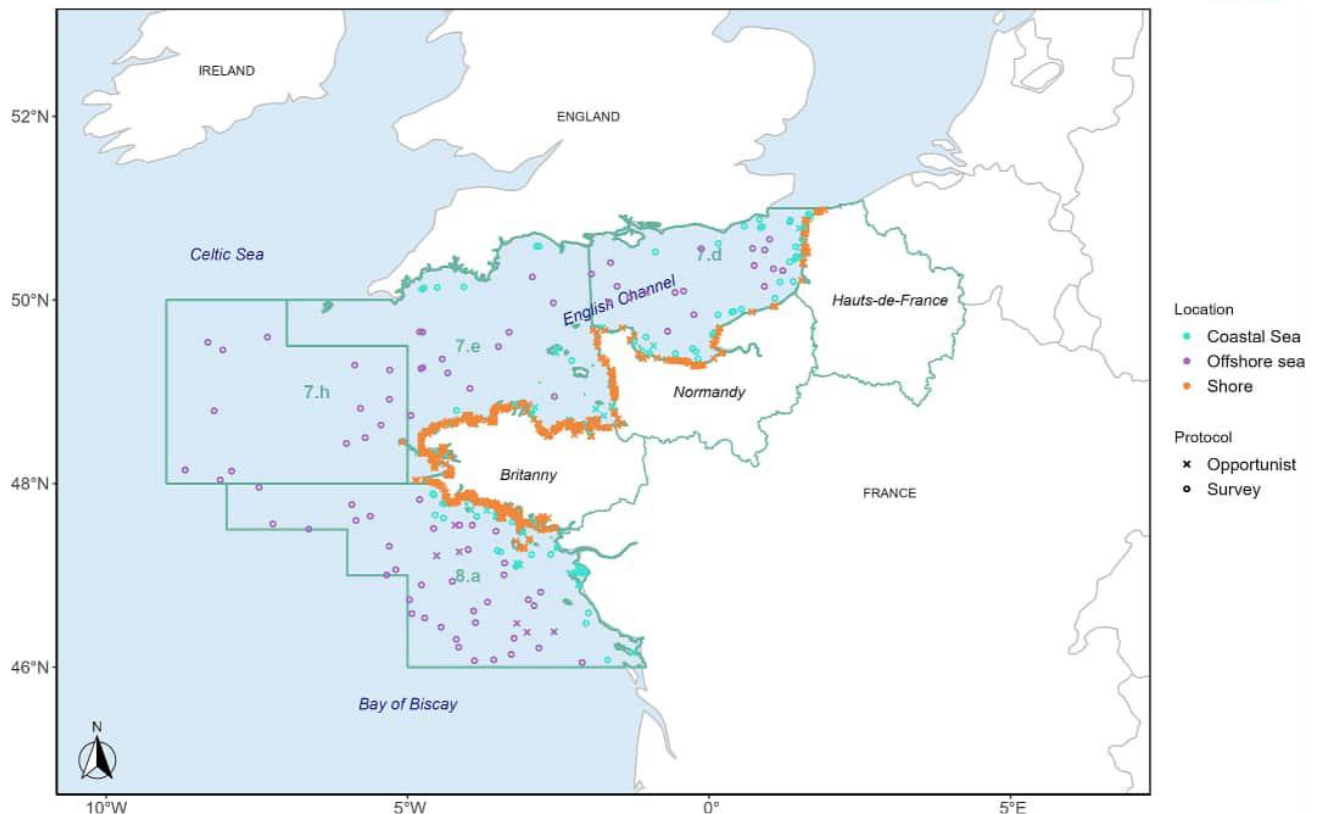 IRELAND
52°N
ENGLAND
Celtic Sea
7.d
50°N
English Channel
Hauts-de-France
Location
Coastal Sea
7.e
Offshore sea
7.h
Normandy
Shore
Protocol
Opportunist
48°N
Britanny
Survey
FRANCE
8.a
46°N
Bay of Biscay
N
10°W
5°W
0°
5°E